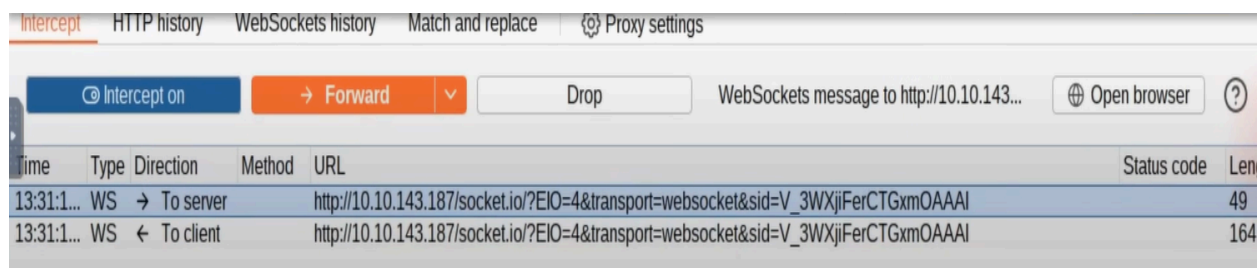 Intercept HTTP history WebSockets history Match and replace Proxy settings
Intercept on → Forward Drop WebSockets message to http://10.10.143... Open browser ?
Time Type Direction Method URL Status code Len
13:31:1... WS → To server http://10.10.143.187/socket.io/?EIO=4&transport=websocket&sid=V_3WXjiFerCTGxmOAAAI 49
13:31:1... WS ← To client http://10.10.143.187/socket.io/?EIO=4&transport=websocket&sid=V_3WXjiFerCTGxmOAAAI 164